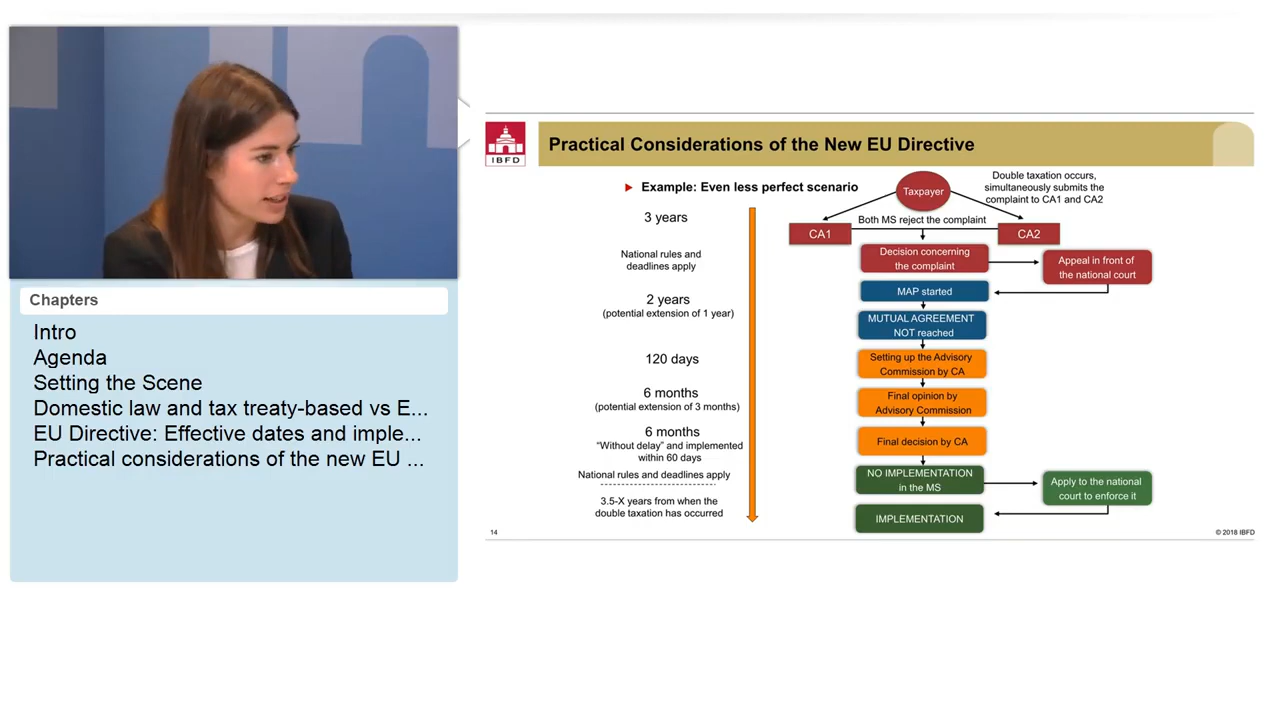 Chapters
Intro
Agenda
Setting the Scene
Domestic law and tax treaty-based vs E...
EU Directive: Effective dates and imple...
Practical considerations of the new EU ...
IBFD
Practical Considerations of the New EU Directive
Example: Even less perfect scenario
3 years
National rules and
deadlines apply
2 years
(potential extension of 1 year)
120 days
6 months
(potential extension of 3 months)
6 months
“Without delay” and implemented
within 60 days
National rules and deadlines apply
3.5-X years from when the
double taxation has occurred
Taxpayer
Double taxation occurs,
simultaneously submits the
complaint to CA1 and CA2
Both MS reject the complaint
CA1
CA2
Decision concerning
the complaint
Appeal in front of
the national court
MAP started
MUTUAL AGREEMENT
NOT reached
Setting up the Advisory
Commission by CA
Final opinion by
Advisory Commission
Final decision by CA
NO IMPLEMENTATION
in the MS
Apply to the national
court to enforce it
IMPLEMENTATION
14
© 2018 IBFD